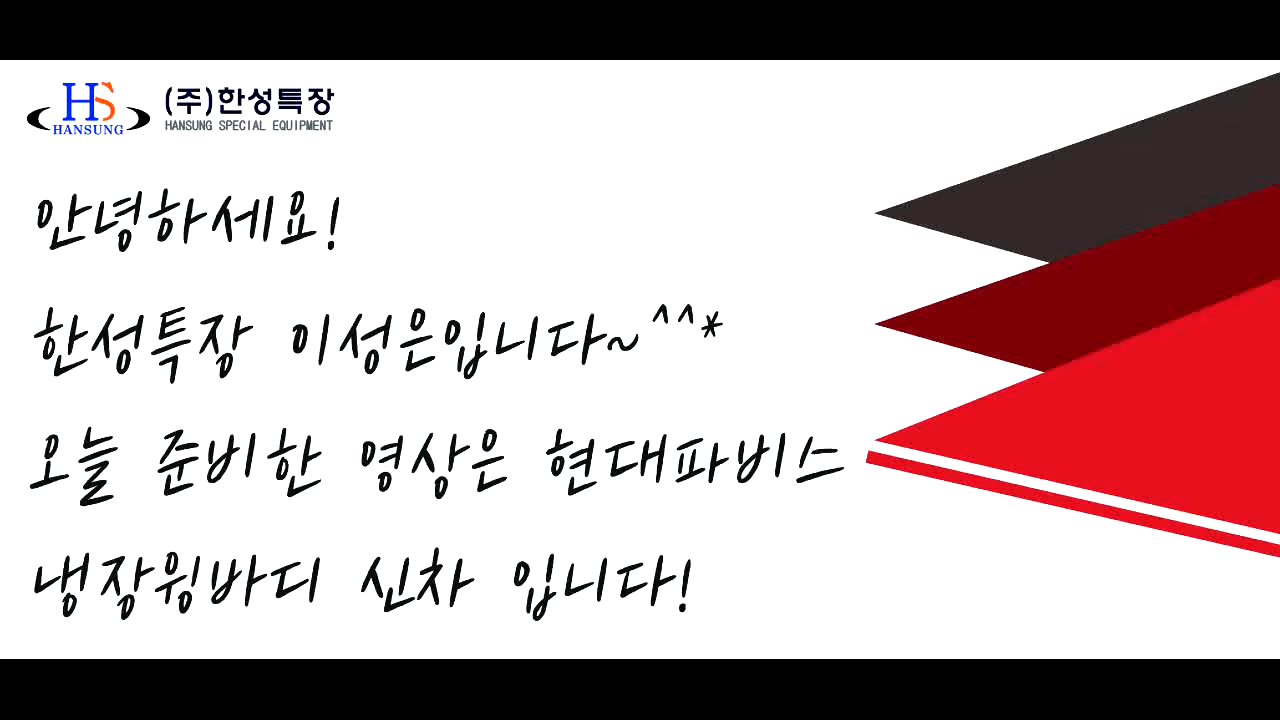 HS
HANSUNG
(주)한성특장
HANSUNG SPECIAL EQUIPMENT
안녕하세요!
한성특장 이성은입니다~^^*
오늘 준비한 영상은 현대파비스
냉장윙바디 신차 입니다!